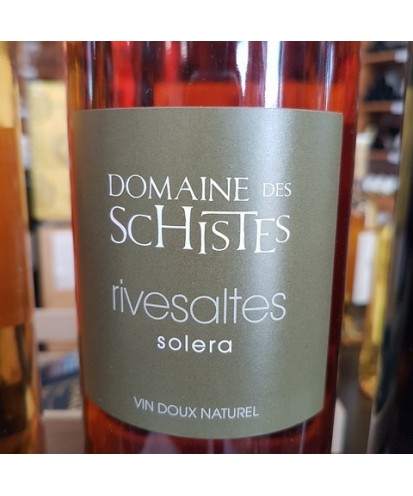 DOMAINE DES
SCHISTES
rivesaltes
solera
VIN DOUX NATUREL